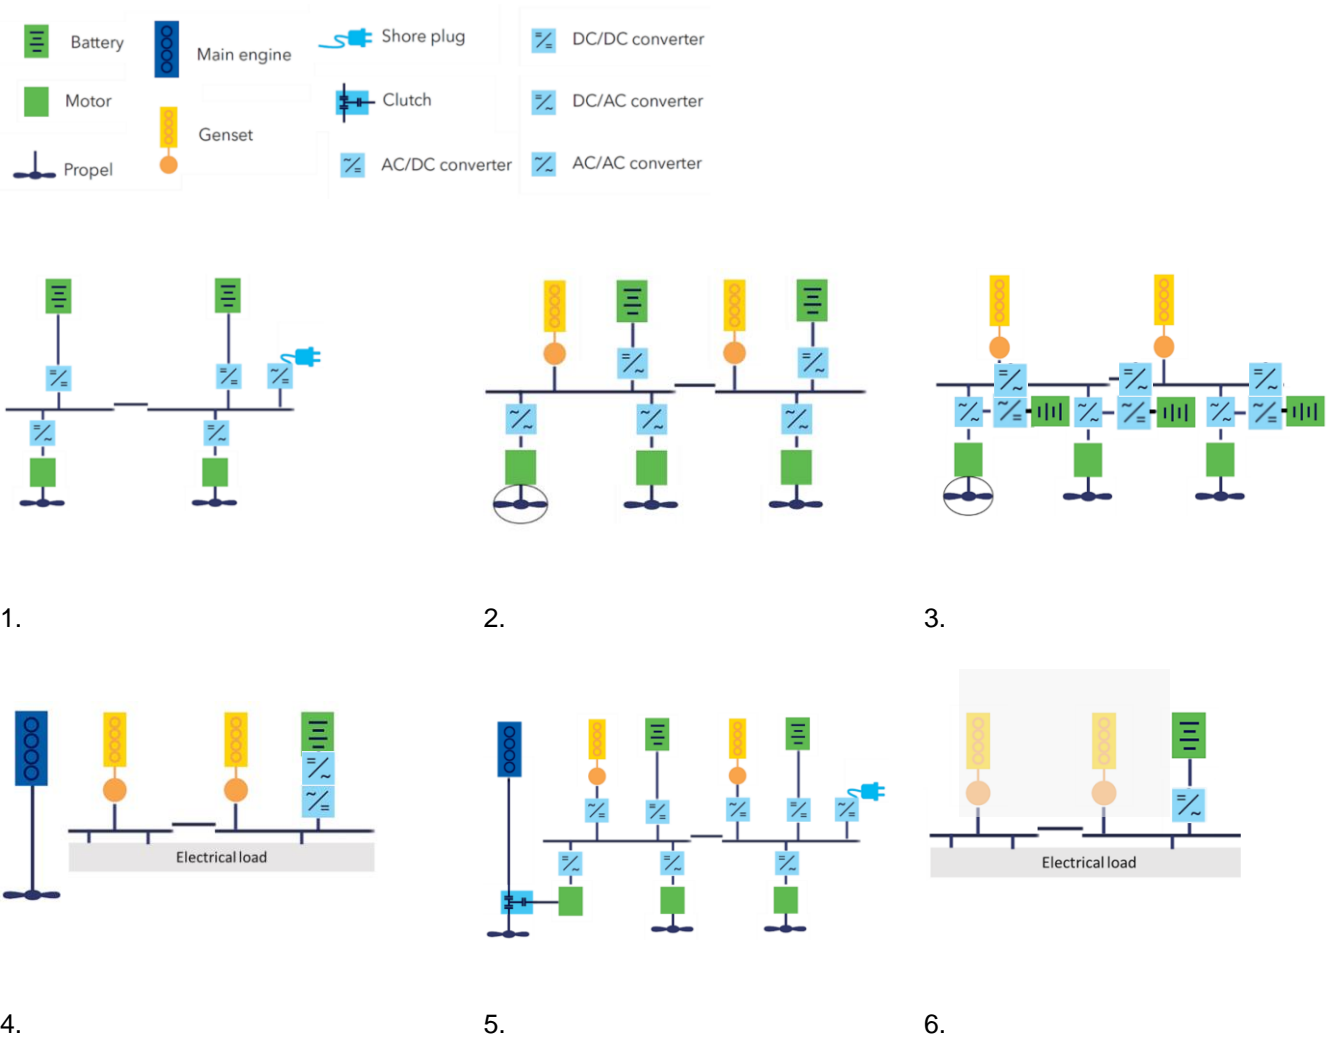 Battery
Main engine
Shore plug
DC/DC converter
Motor
Clutch
DC/AC converter
Genset
Propel
AC/DC converter
AC/AC converter
1.
2.
3.
Electrical load
Electrical load
4.
5.
6.